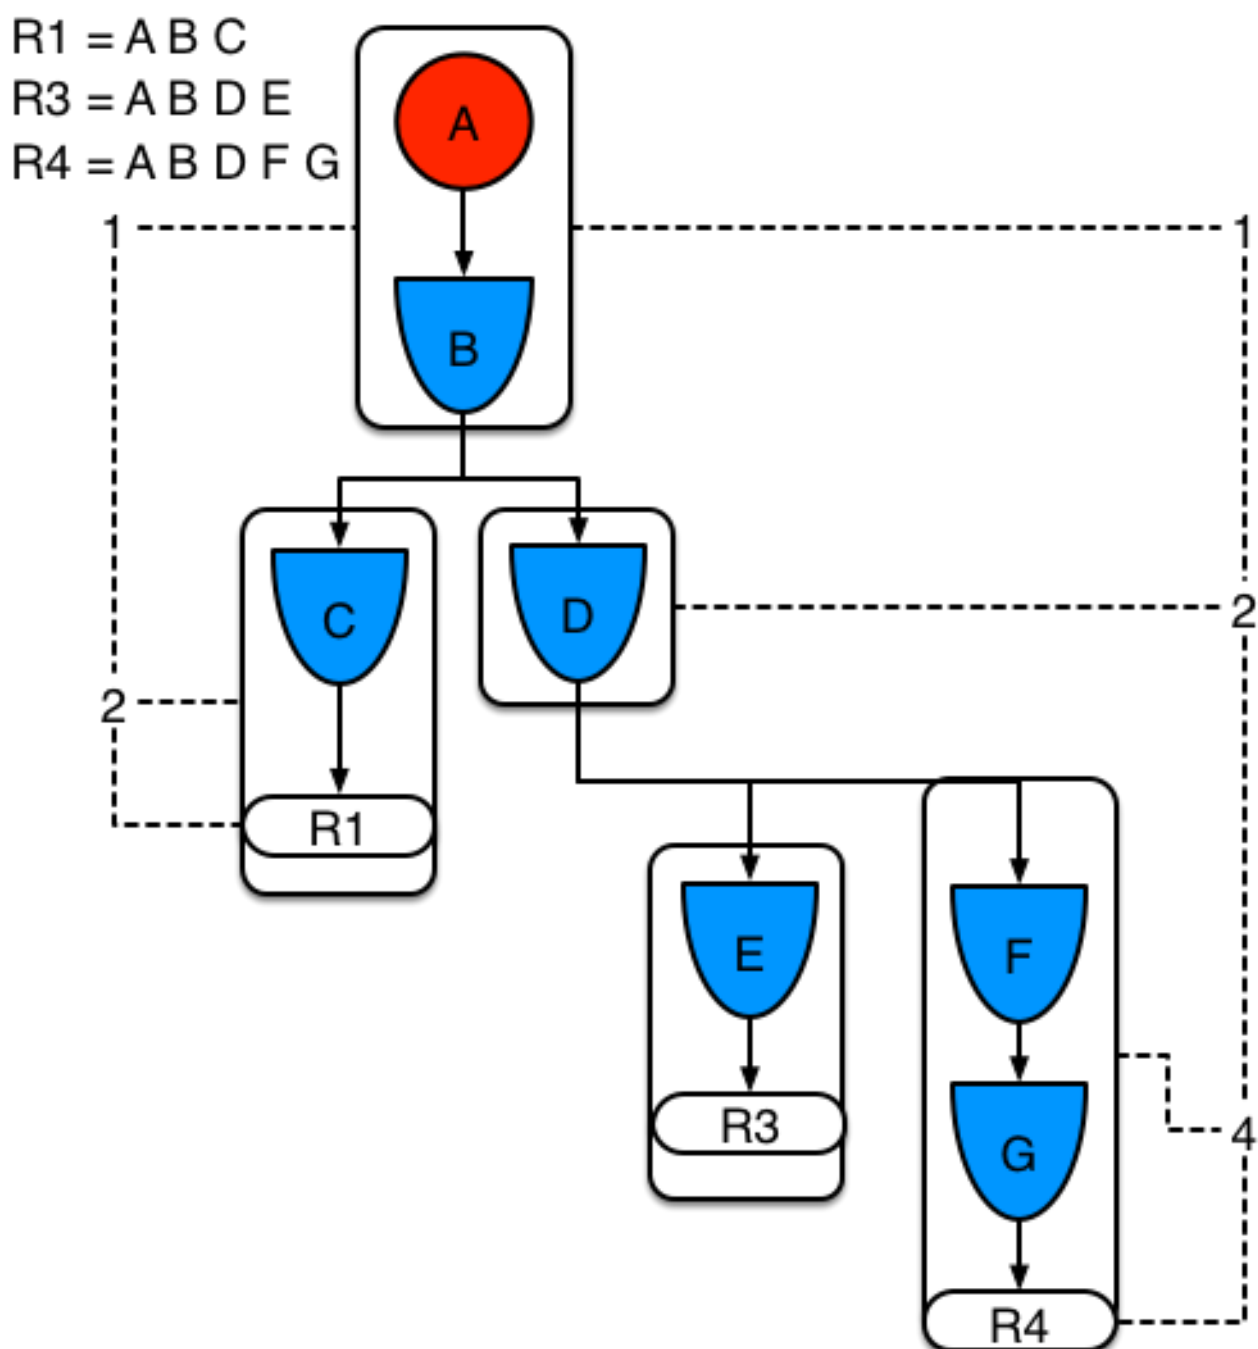 R1 = A B C
R3 = A B D E
R4 = A B D F G
A
1
1
B
C
D
2
2
R1
E
F
R3
4
G
R4